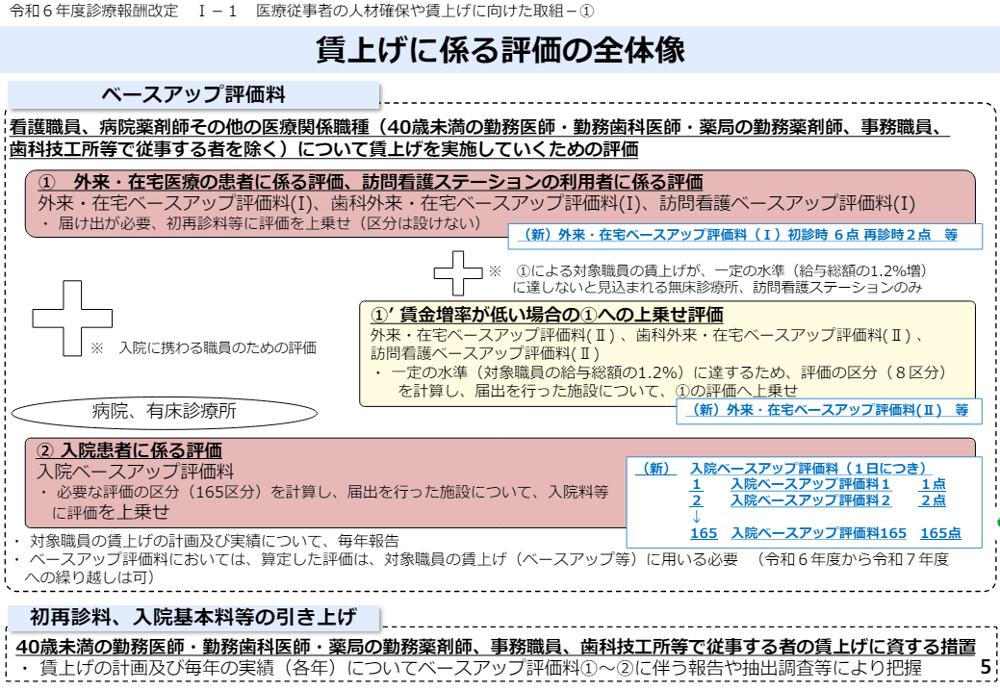 令和６年度診療報酬改定　Ⅰ－１　医療従事者の人材確保や賃上げに向けた取組－①
賃上げに係る評価の全体像
ベースアップ評価料
看護職員、病院薬剤師その他の医療関係職種（40歳未満の勤務医師・勤務歯科医師・薬局の勤務薬剤師、事務職員、
歯科技工所等で従事する者を除く）について賃上げを実施していくための評価
①　外来・在宅医療の患者に係る評価、訪問看護ステーションの利用者に係る評価
外来・在宅ベースアップ評価料(Ⅰ)、歯科外来・在宅ベースアップ評価料(Ⅰ)、訪問看護ベースアップ評価料(Ⅰ)
・ 届け出が必要、初再診料等に評価を上乗せ（区分は設けない）
（新）外来・在宅ベースアップ評価料（Ⅰ）初診時 ６点 再診時２点　等
※　①による対象職員の賃上げが、一定の水準（給与総額の1.2%増）
に達しないと見込まれる無床診療所、訪問看護ステーションのみ
※　入院に携わる職員のための評価
①’ 賃金増率が低い場合の①への上乗せ評価
外来・在宅ベースアップ評価料(Ⅱ) 、歯科外来・在宅ベースアップ評価料(Ⅱ) 、
訪問看護ベースアップ評価料(Ⅱ)
・ 一定の水準（対象職員の給与総額の1.2%）に達するため、評価の区分（８区分）
を計算し、届出を行った施設について、①の評価へ上乗せ
（新）外来・在宅ベースアップ評価料(Ⅱ)　等
病院、有床診療所
② 入院患者に係る評価
入院ベースアップ評価料
・ 必要な評価の区分（165区分）を計算し、届出を行った施設について、入院料等
に評価を上乗せ
（新）　入院ベースアップ評価料（１日につき）
1　入院ベースアップ評価料１　１点
2　入院ベースアップ評価料２　２点
↓
165　入院ベースアップ評価料165　165点
・ 対象職員の賃上げの計画及び実績について、毎年報告
・ ベースアップ評価料においては、算定した評価は、対象職員の賃上げ（ベースアップ等）に用いる必要　（令和６年度から令和７年度
への繰り越しは可）
初再診料、入院基本料等の引き上げ
40歳未満の勤務医師・勤務歯科医師・薬局の勤務薬剤師、事務職員、歯科技工所等で従事する者の賃上げに資する措置
・ 賃上げの計画及び毎年の実績（各年）についてベースアップ評価料①～②に伴う報告や抽出調査等により把握
5